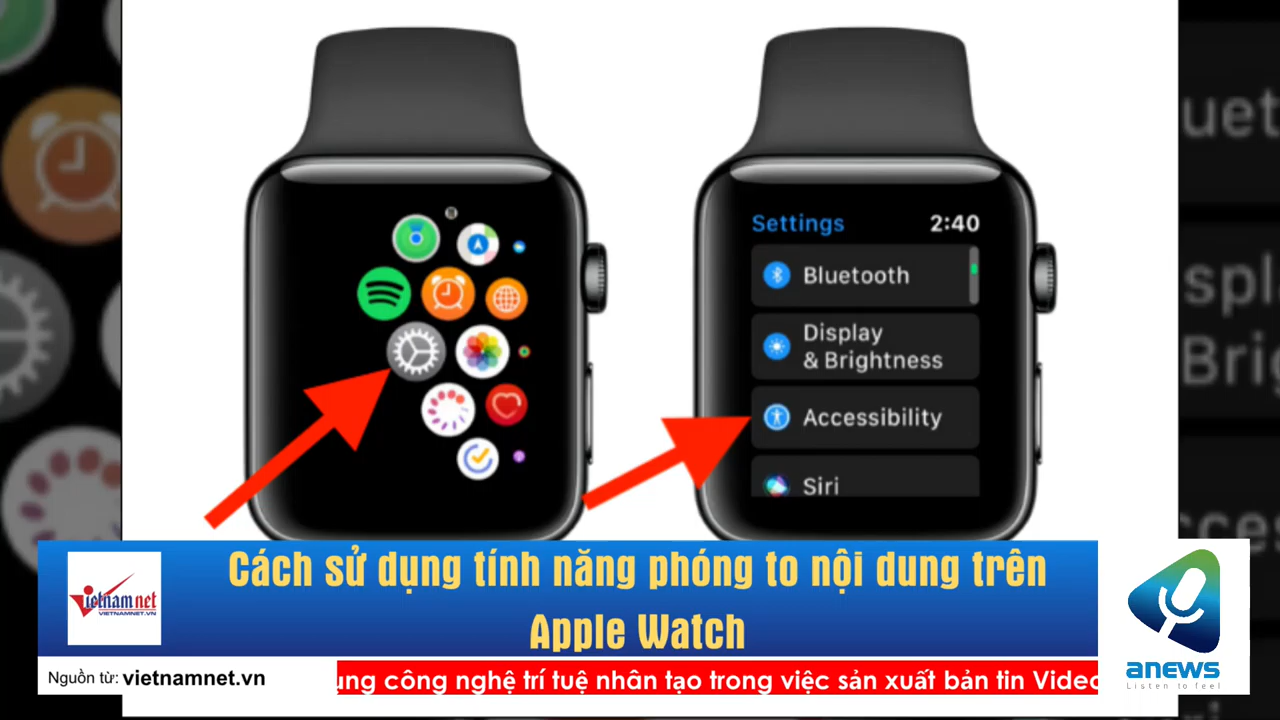 Settings 2:40
Bluetooth
Display
& Brightness
Accessibility
Siri
Cách sử dụng tính năng phóng to nội dung trên
Apple Watch
Vietnamnet
VIETNAMNET.VN
Nguồn từ: vietnamnet.vn
ung công nghệ trí tuệ nhân tạo trong việc sản xuất bản tin Video
anews
Listen to feel